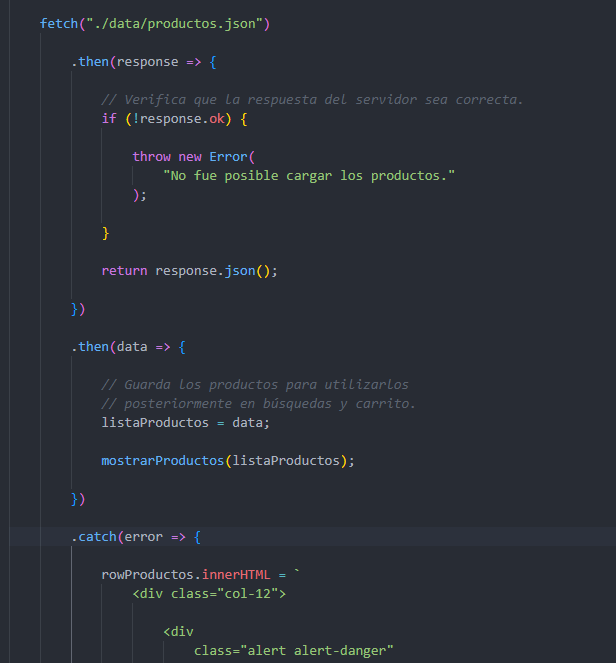 fetch("./data/productos.json")
.then(response => {
// Verifica que la respuesta del servidor sea correcta.
if (!response.ok) {
throw new Error(
"No fue posible cargar los productos."
);
}
return response.json();
})
.then(data => {
// Guarda los productos para utilizarlos
// posteriormente en búsquedas y carrito.
listaProductos = data;
mostrarProductos(listaProductos);
})
.catch(error => {
rowProductos.innerHTML = `
<div class="col-12">
<div
class="alert alert-danger"